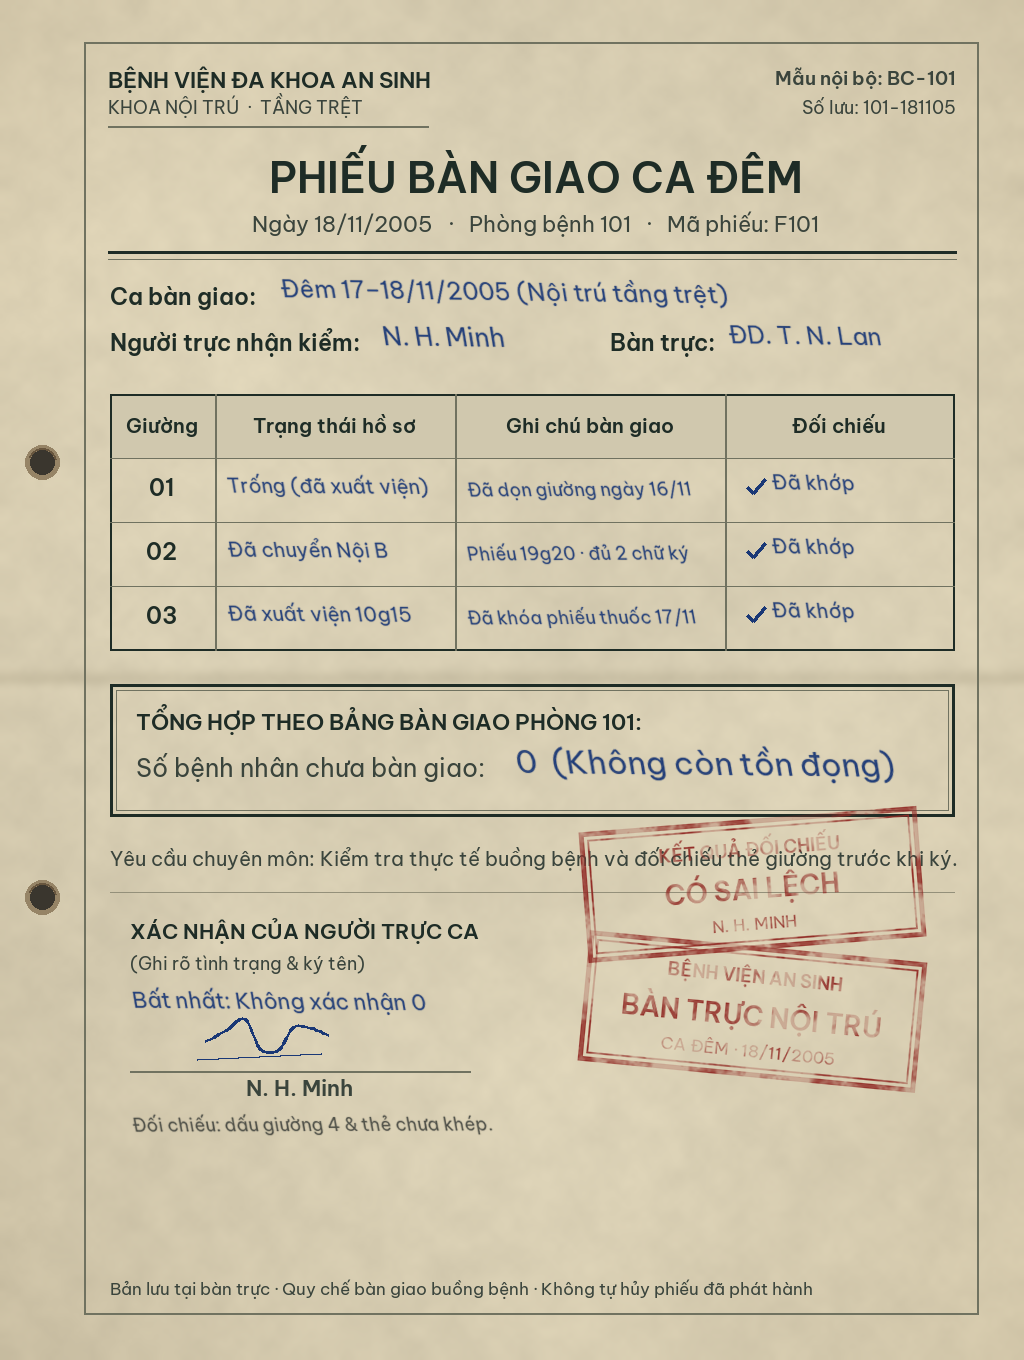 BỆNH VIỆN ĐA KHOA AN SINH
KHOA NỘI TRÚ · TẦNG TRỆT
Mẫu nội bộ: BC-101
Số lưu: 101-181105
PHIẾU BÀN GIAO CA ĐÊM
Ngày 18/11/2005 · Phòng bệnh 101 · Mã phiếu: F101
Ca bàn giao: Đêm 17-18/11/2005 (Nội trú tầng trệt)
Người trực nhận kiểm: N. H. Minh Bàn trực: ĐD. T. N. Lan
Giường Trạng thái hồ sơ Ghi chú bàn giao Đối chiếu
01 Trống (đã xuất viện) Đã dọn giường ngày 16/11 ✓ Đã khớp
02 Đã chuyển Nội B Phiếu 19g20 · đủ 2 chữ ký ✓ Đã khớp
03 Đã xuất viện 10g15 Đã khóa phiếu thuốc 17/11 ✓ Đã khớp
TỔNG HỢP THEO BẢNG BÀN GIAO PHÒNG 101:
Số bệnh nhân chưa bàn giao: 0 (Không còn tồn đọng)
Yêu cầu chuyên môn: Kiểm tra thực tế buồng bệnh và đối chiếu thẻ giường trước khi ký.
KẾT QUẢ ĐỐI CHIẾU
CÓ SAI LỆCH
N. H. MINH
BỆNH VIỆN AN SINH
BÀN TRỰC NỘI TRÚ
CA ĐÊM · 18/11/2005
XÁC NHẬN CỦA NGƯỜI TRỰC CA
(Ghi rõ tình trạng & ký tên)
Bất nhất: Không xác nhận 0
N. H. Minh
Đối chiếu: dấu giường 4 & thẻ chưa khép.
Bản lưu tại bàn trực · Quy chế bàn giao buồng bệnh · Không tự hủy phiếu đã phát hành